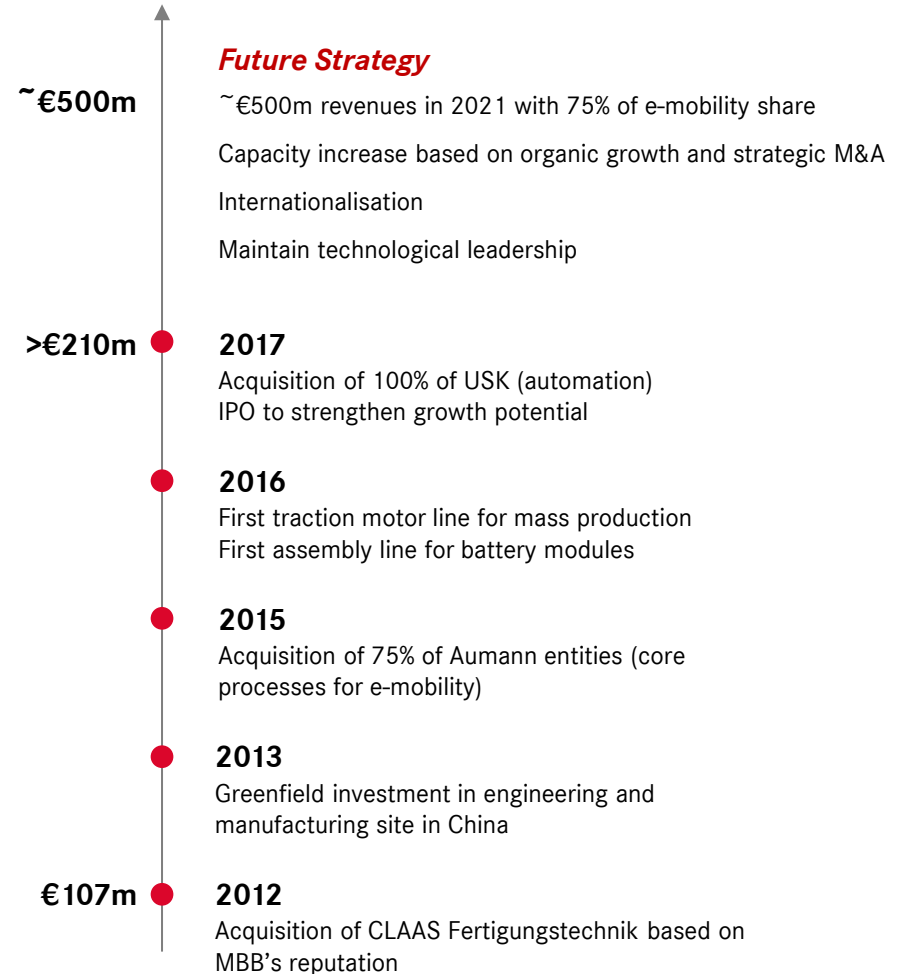 Future Strategy
~€500m
~€500m revenues in 2021 with 75% of e-mobility share
Capacity increase based on organic growth and strategic M&A
Internationalisation
Maintain technological leadership
>€210m
2017
Acquisition of 100% of USK (automation)
IPO to strengthen growth potential
2016
First traction motor line for mass production
First assembly line for battery modules
2015
Acquisition of 75% of Aumann entities (core
processes for e-mobility)
2013
Greenfield investment in engineering and
manufacturing site in China
€107m
2012
Acquisition of CLAAS Fertigungstechnik based on
MBB's reputation